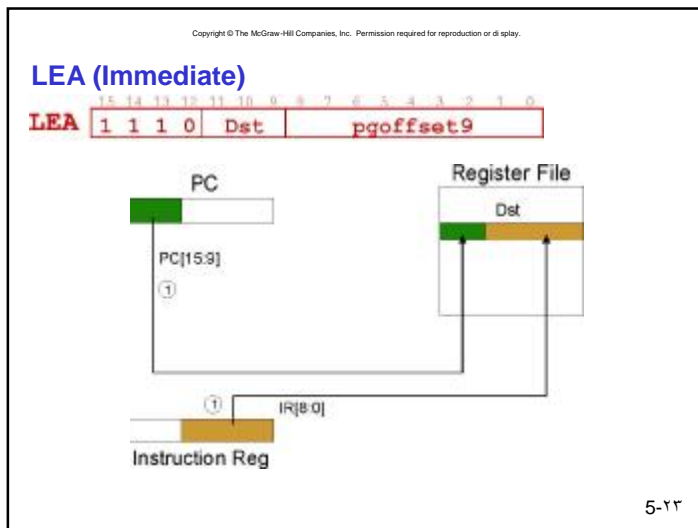 Copyright © The McGraw-Hill Companies, Inc. Permission required for reproduction or di splay.
LEA (Immediate)
15 14 13 12 11 10 9 8 7 6 5 4 3 2 1 0
LEA 1 1 1 0 Dst pgoffset9
PC
Register File
Dst
PC[15:9]
1
1
IR[8:0]
Instruction Reg
5-۲۳